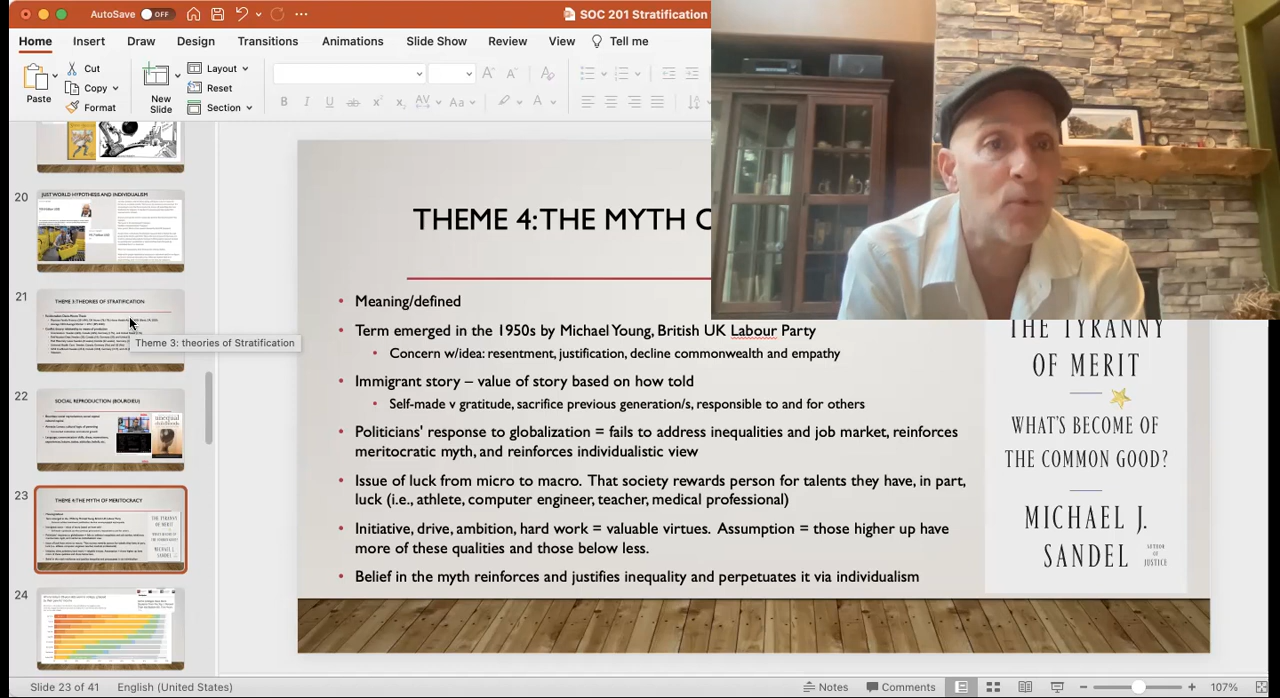 AutoSave OFF
SOC 201 Stratification
Home Insert Draw Design Transitions Animations Slide Show Review View Tell me
Paste
Cut
Copy
Format
New
Slide
Layout
Reset
Section
20
JUST WORLD HYPOTHESIS AND INDIVIDUALISM
21
THEME 3: THEORIES OF STRATIFICATION
Theme 3: theories of Stratification
22
SOCIAL REPRODUCTION (BOURDIEU)
23
THEME 4: THE MYTH OF MERITOCRACY
24
THEME 4: THE MYTH
• Meaning/defined
• Term emerged in the 1950s by Michael Young, British UK Labour Party
• Concern w/idea: resentment, justification, decline commonwealth and empathy
• Immigrant story – value of story based on how told
• Self-made v gratitude, sacrifice previous generation/s, responsible to and for others
• Politicians' response to globalization = fails to address inequalities and job market, reinforces
meritocratic myth, and reinforces individualistic view
• Issue of luck from micro to macro. That society rewards person for talents they have, in part,
luck (i.e., athlete, computer engineer, teacher, medical professional)
• Initiative, drive, ambition, hard work = valuable virtues. Assumption = those higher up have
more of these qualities and those below less.
• Belief in the myth reinforces and justifies inequality and perpetuates it via individualism
THE TYRANNY
OF MERIT
WHAT'S BECOME OF
THE COMMON GOOD?
MICHAEL J.
SANDEL
AUTHOR
OF
JUSTICE
Slide 23 of 41 English (United States) Notes Comments 107%